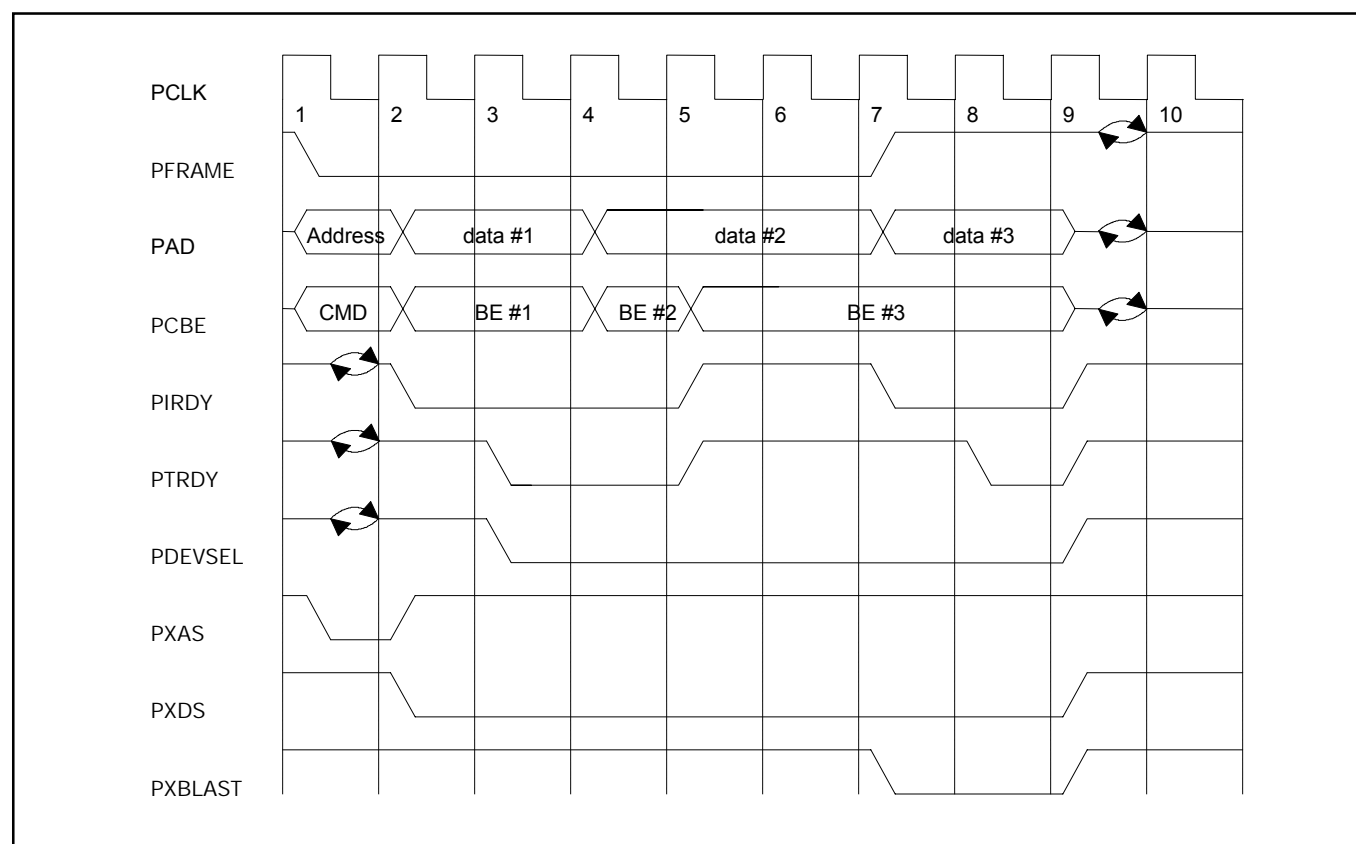 PCLK
1 2 3 4 5 6 7 8 9 10
PFRAME
PAD
Address data #1 data #2 data #3
PCBE
CMD BE #1 BE #2 BE #3
PIRDY
PTRDY
PDEVSEL
PXAS
PXDS
PXBLAST